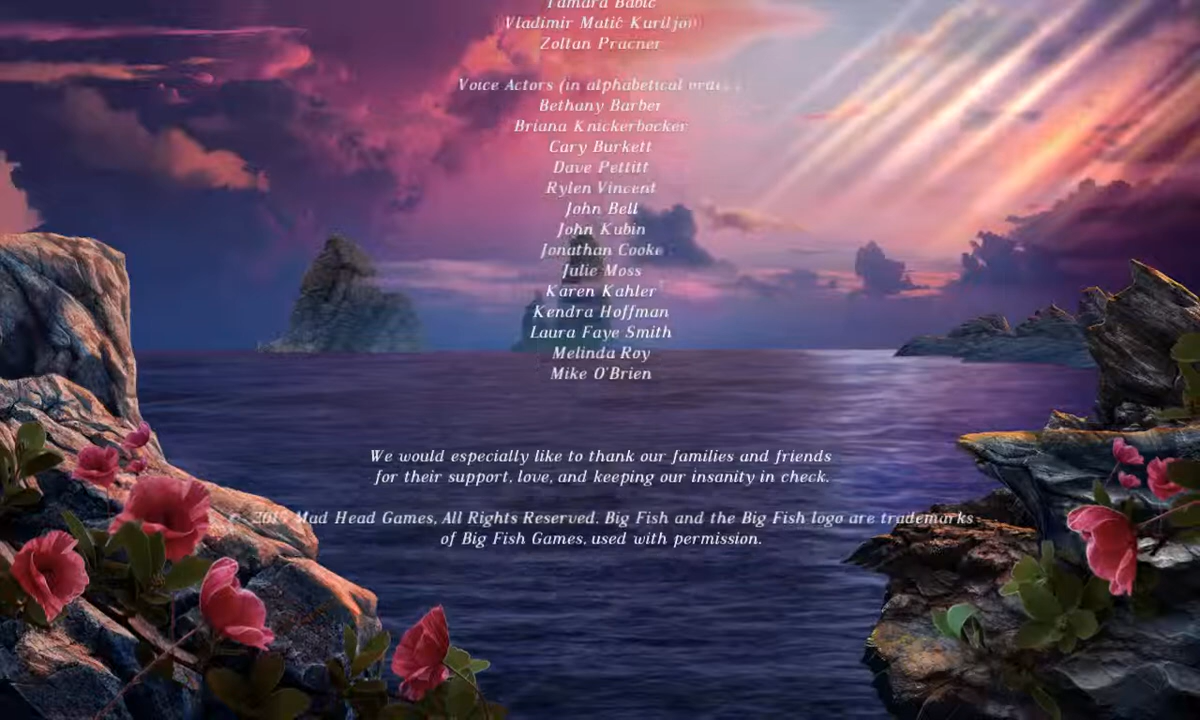 Tamara Babić
Vladimir Matić Kuriljov
Zoltan Pracner
Voice Actors (in alphabetical
Bethany Barber
Briana Knickerbocker
Cary Burkett
Dave Pettitt
Rylen Vincent
John Bell
John Kubin
Jonathan Cooke
Julie Moss
Karen Kahler
Kendra Hoffman
Laura Faye Smith
Melinda Roy
Mike O'Brien
We would especially like to thank our families and friends
for their support, love, and keeping our insanity in check.
Mad Head Games, All Rights Reserved. Big Fish and the Big Fish logo are trademarks
of Big Fish Games, used with permission.